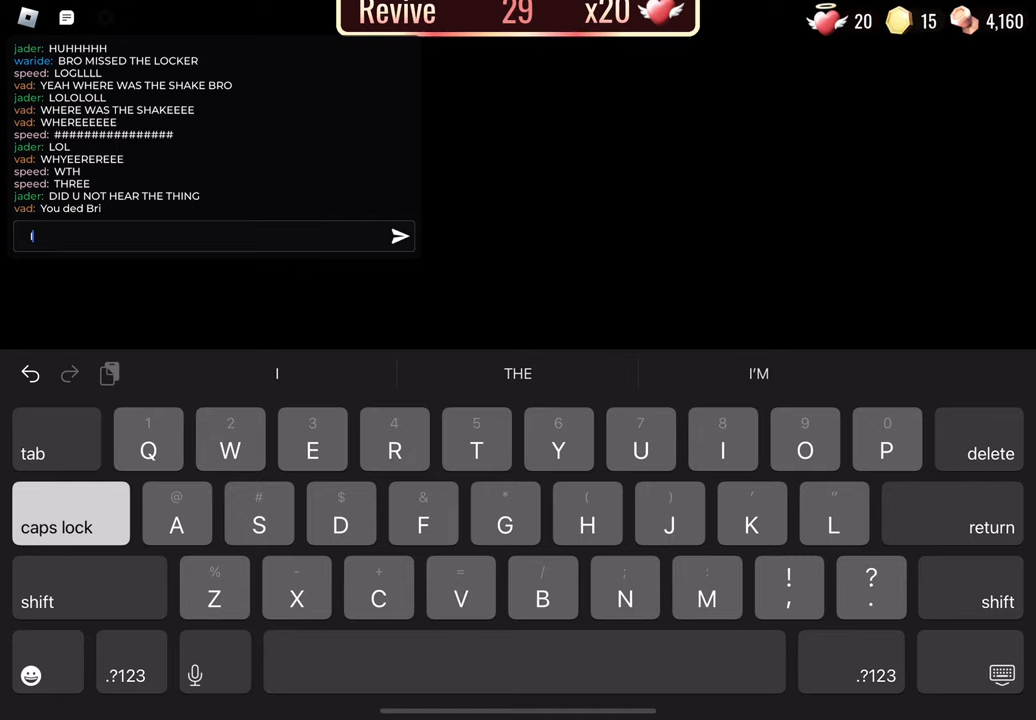 Revive 29 x20 20 15 4,160
jader: HUHHHHH
waride: BRO MISSED THE LOCKER
speed: LOGLLLL
vad: YEAH WHERE WAS THE SHAKE BRO
jader: LOLOLOLL
vad: WHERE WAS THE SHAKEEEE
vad: WHEREEEEEE
speed: ################
jader: LOL
vad: WHYEEREREEE
speed: WTH
speed: THREE
jader: DID U NOT HEAR THE THING
vad: You ded Bri
I THE I'M
1 2 3 4 5 6 7 8 9 0
tab Q W E R T Y U I O P delete
@ # $ & * ( ) ' "
caps lock A S D F G H J K L return
% - + = / ; : ! ?
shift Z X C V B N M , . shift
.?123 .?123